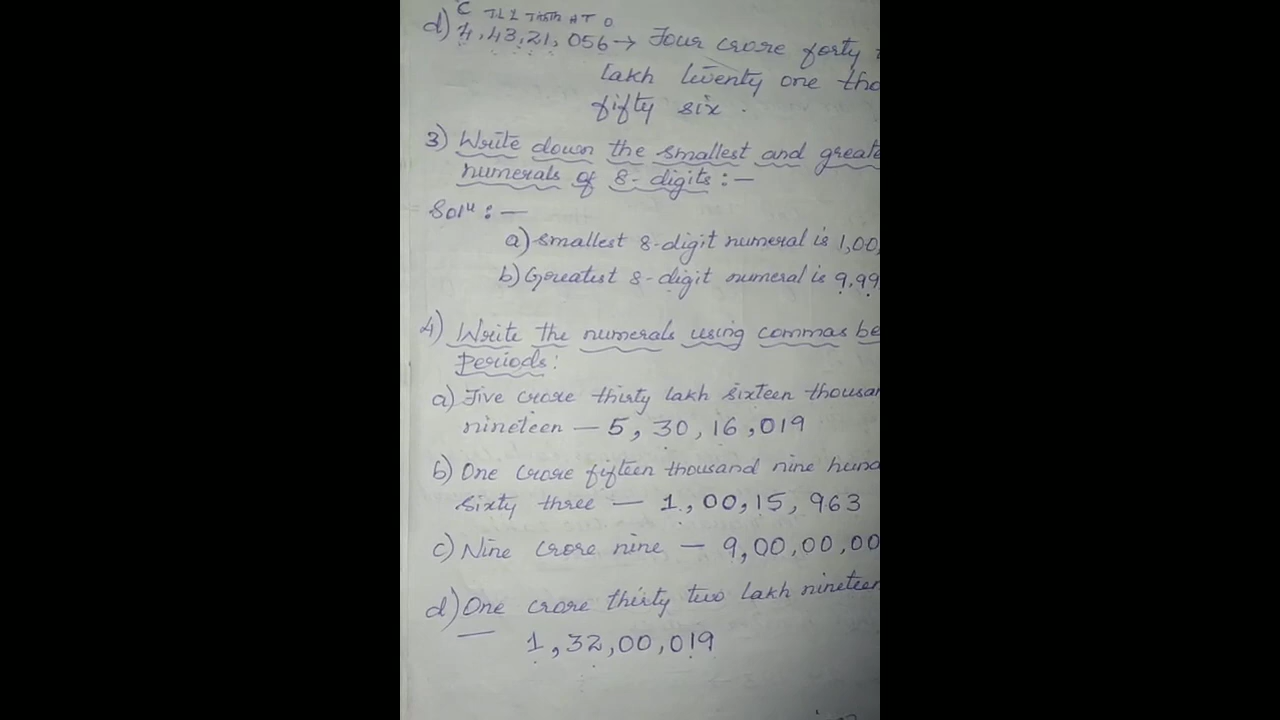 C TL L TTh Th H T O
d) 4,43,21,056 → Four crore forty
lakh twenty one tho
fifty six.
3) Write down the smallest and greate
numerals of 8-digits :—
Solⁿ :—
a) Smallest 8-digit numeral is 1,00,
b) Greatest 8-digit numeral is 9,99
4) Write the numerals using commas be
periods:
a) Five crore thirty lakh sixteen thousan
nineteen — 5,30,16,019
b) One crore fifteen thousand nine hund
sixty three — 1,00,15,963
c) Nine crore nine — 9,00,00,00
d) One crore thirty two lakh nineteen
— 1,32,00,019